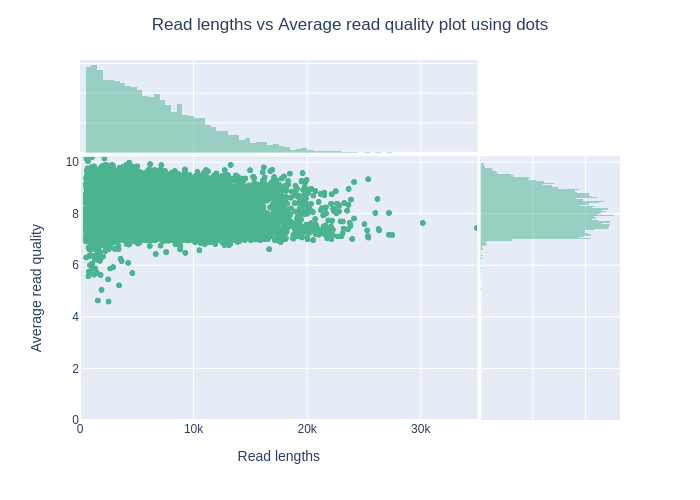 Read lengths vs Average read quality plot using dots
10
8
6
4
2
0
Average read quality
0
10k
20k
30k
Read lengths